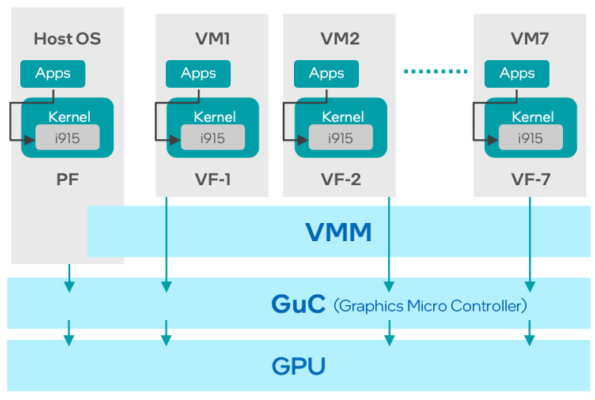 Host OS
VM1
VM2
VM7
Apps
Apps
Apps
Apps
Kernel
Kernel
Kernel
Kernel
i915
i915
i915
i915
PF
VF-1
VF-2
VF-7
VMM
GuC (Graphics Micro Controller)
GPU